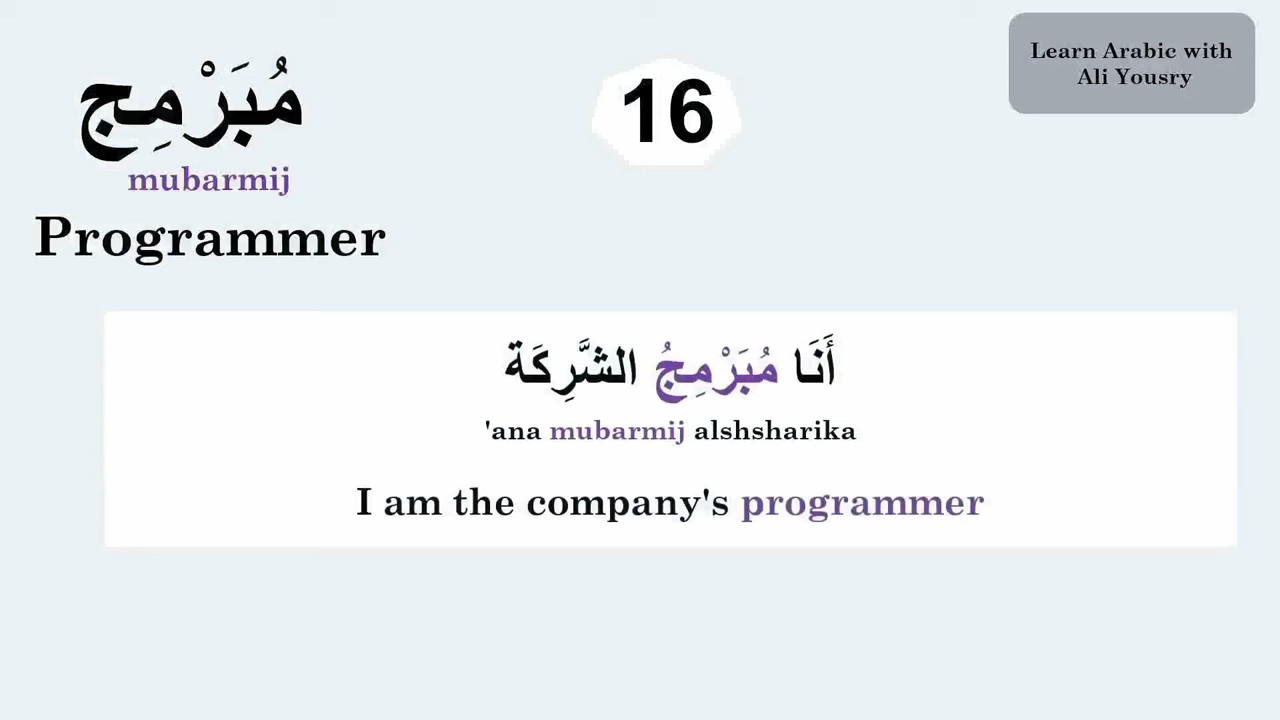 مُبَرْمِج
mubarmij
Programmer
16
Learn Arabic with
Ali Yousry
أَنَا مُبَرْمِجُ الشَّرِكَة
'ana mubarmij alshsharika
I am the company's programmer